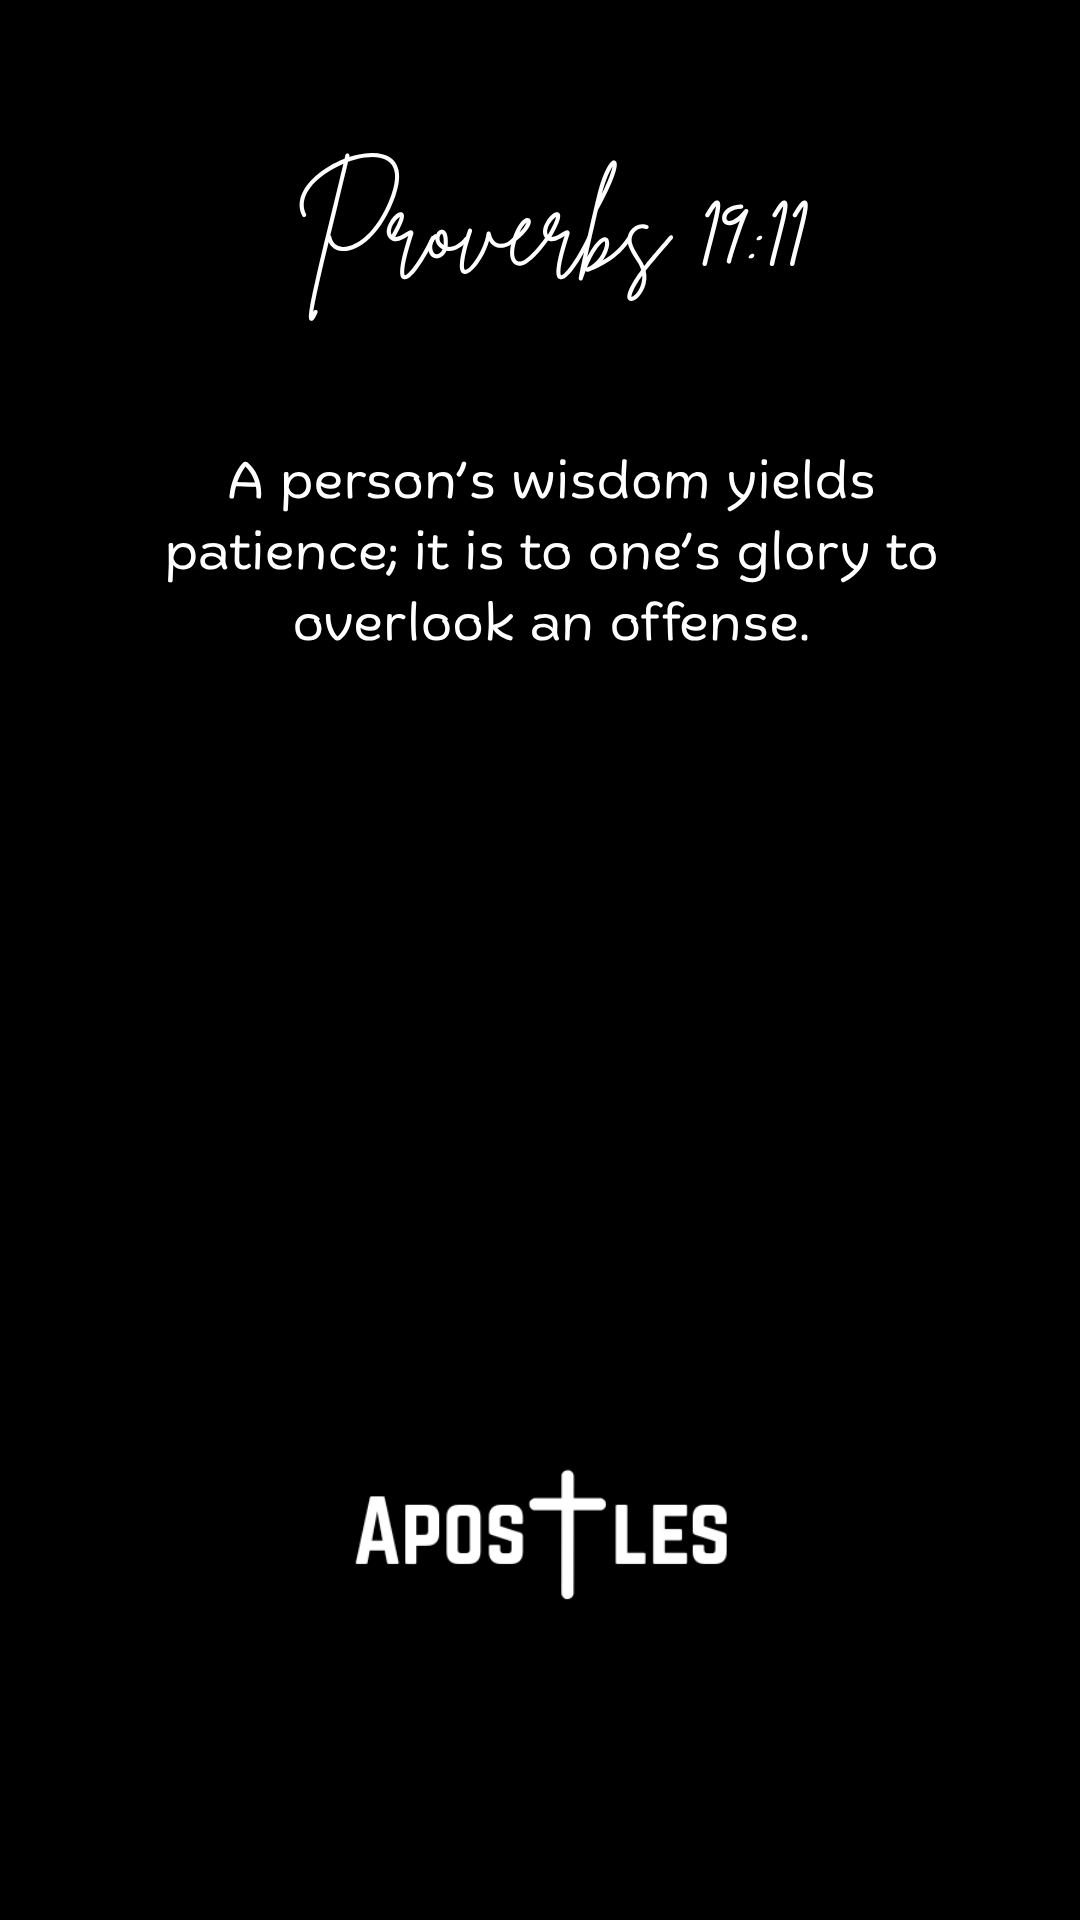 Proverbs 19:11
A person’s wisdom yields
patience; it is to one’s glory to
overlook an offense.
Apostles